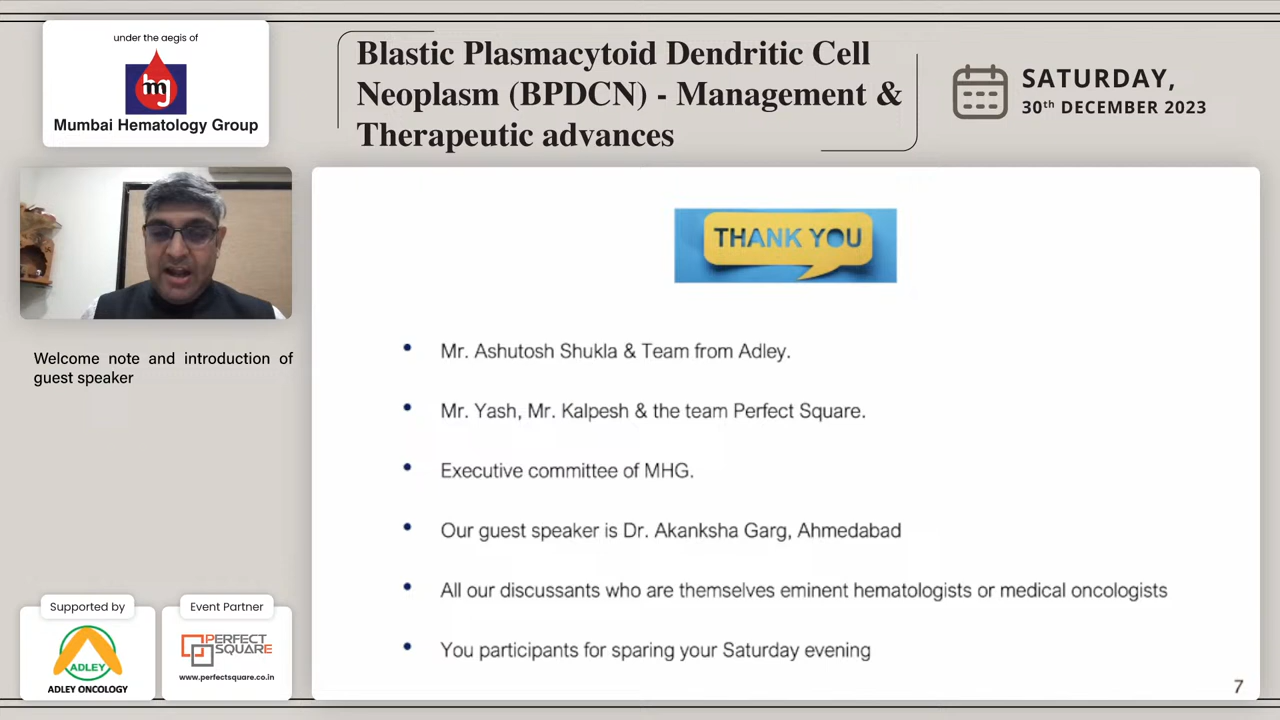 under the aegis of
mhg
Mumbai Hematology Group
Blastic Plasmacytoid Dendritic Cell
Neoplasm (BPDCN) - Management &
Therapeutic advances
SATURDAY,
30th DECEMBER 2023
Welcome note and introduction of
guest speaker
THANK YOU
• Mr. Ashutosh Shukla & Team from Adley.
• Mr. Yash, Mr. Kalpesh & the team Perfect Square.
• Executive committee of MHG.
• Our guest speaker is Dr. Akanksha Garg, Ahmedabad
• All our discussants who are themselves eminent hematologists or medical oncologists
• You participants for sparing your Saturday evening
7
Supported by
ADLEY
ADLEY ONCOLOGY
Event Partner
PERFECT
SQUARE
www.perfectsquare.co.in